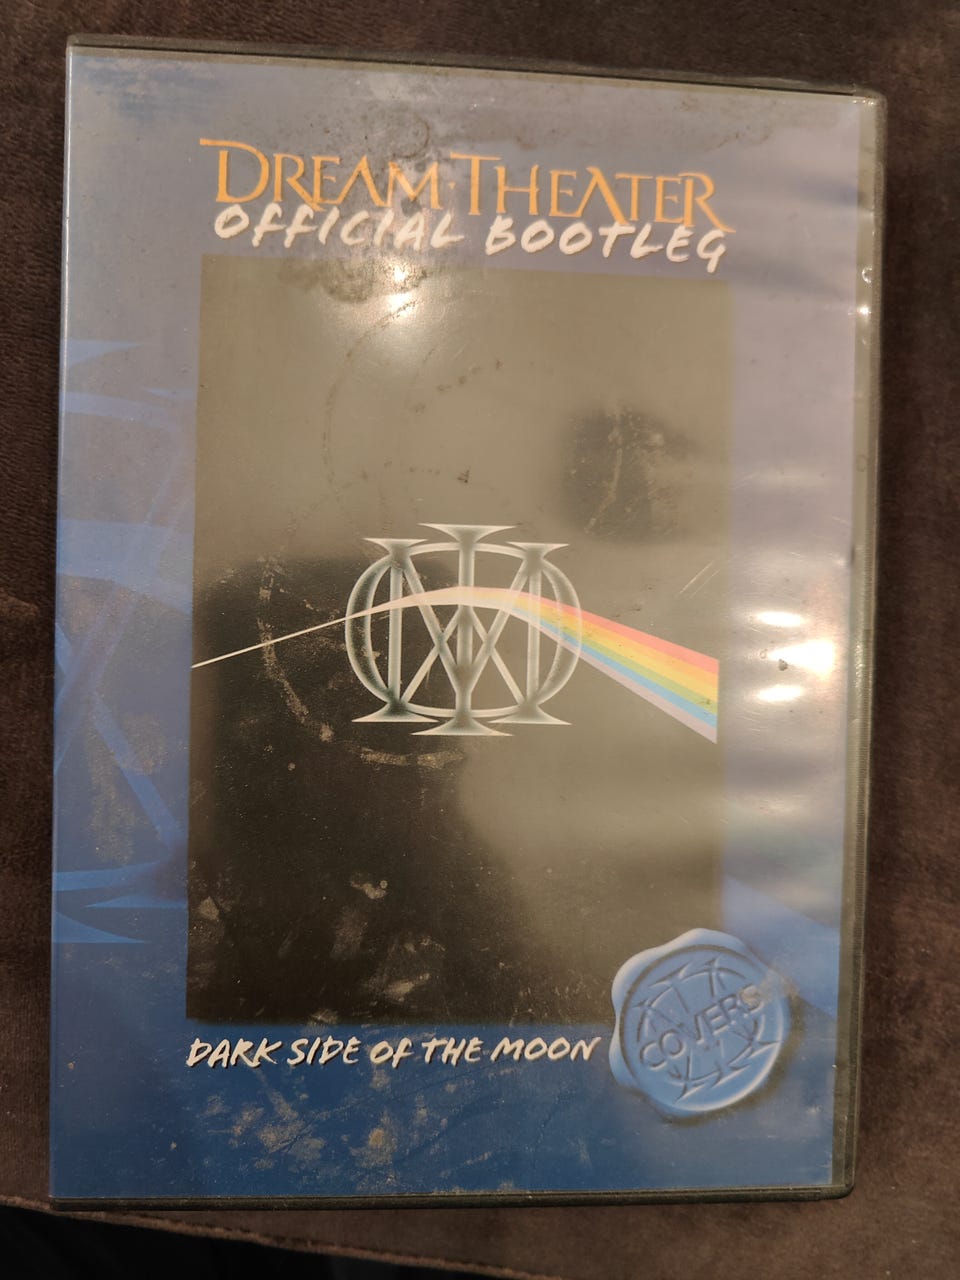 DREAM THEATER
OFFICIAL BOOTLEG
DARK SIDE OF THE MOON
COVERS